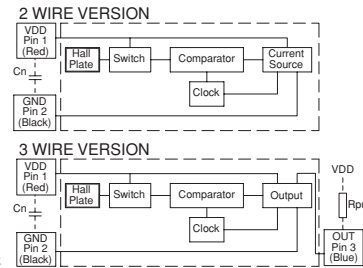 2 WIRE VERSION
VDD
Pin 1
(Red)
Cn
GND
Pin 2
(Black)
Hall
Plate
Switch
Comparator
Current
Source
Clock
3 WIRE VERSION
VDD
Pin 1
(Red)
Cn
GND
Pin 2
(Black)
Hall
Plate
Switch
Comparator
Output
Clock
VDD
OUT
Pin 3
(Blue)